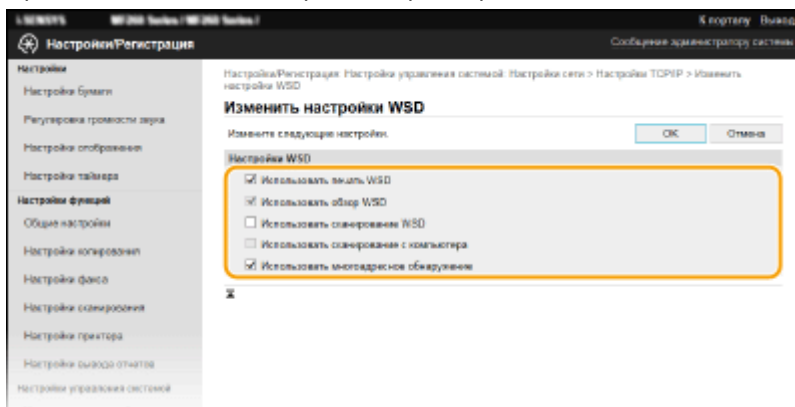 К порталу Выход
Настройки/Регистрация
Сообщение администратору системы
Настройки
Настройки бумаги
Регулировка громкости звука
Настройки отображения
Настройки таймера
Настройки функций
Общие настройки
Настройки копирования
Настройки факса
Настройки сканирования
Настройки принтера
Настройки вывода отчетов
Настройки управления системой
Настройки/Регистрация: Настройки управления системой: Настройки сети > Настройки TCP/IP > Изменить
настройки WSD
Изменить настройки WSD
Измените следующие настройки.
OK Отмена
Настройки WSD
Использовать печать WSD
Использовать обзор WSD
Использовать сканирование WSD
Использовать сканирование с компьютера
Использовать многоадресное обнаружение